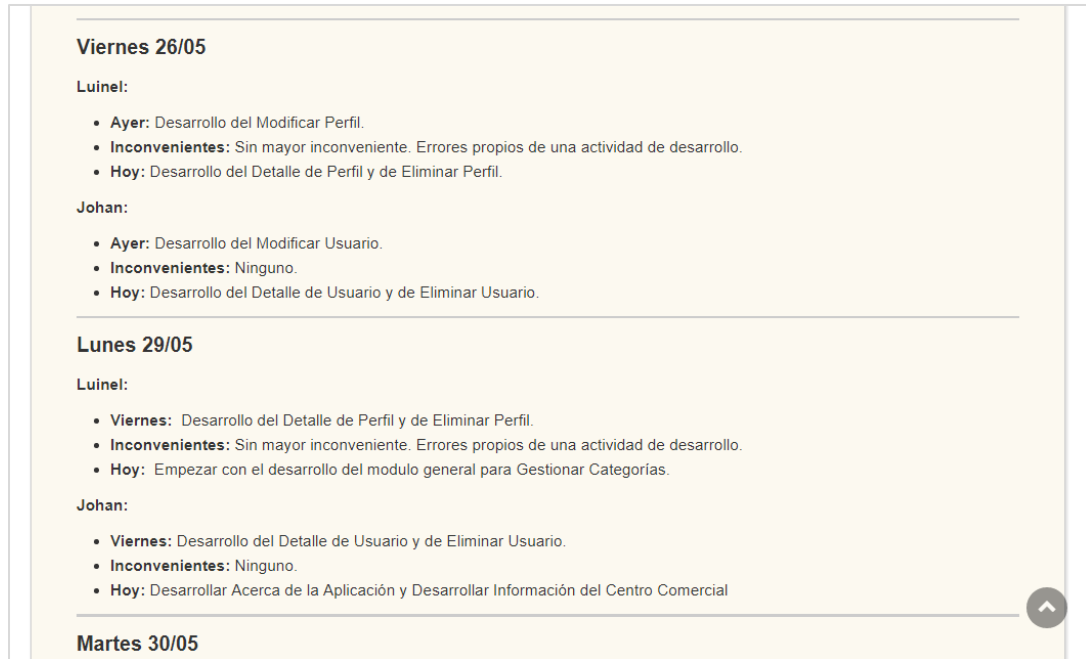 Viernes 26/05
Luinel:
Ayer: Desarrollo del Modificar Perfil.
Inconvenientes: Sin mayor inconveniente. Errores propios de una actividad de desarrollo.
Hoy: Desarrollo del Detalle de Perfil y de Eliminar Perfil.
Johan:
Ayer: Desarrollo del Modificar Usuario.
Inconvenientes: Ninguno.
Hoy: Desarrollo del Detalle de Usuario y de Eliminar Usuario.
Lunes 29/05
Luinel:
Viernes: Desarrollo del Detalle de Perfil y de Eliminar Perfil.
Inconvenientes: Sin mayor inconveniente. Errores propios de una actividad de desarrollo.
Hoy: Empezar con el desarrollo del modulo general para Gestionar Categorías.
Johan:
Viernes: Desarrollo del Detalle de Usuario y de Eliminar Usuario.
Inconvenientes: Ninguno.
Hoy: Desarrollar Acerca de la Aplicación y Desarrollar Información del Centro Comercial
Martes 30/05